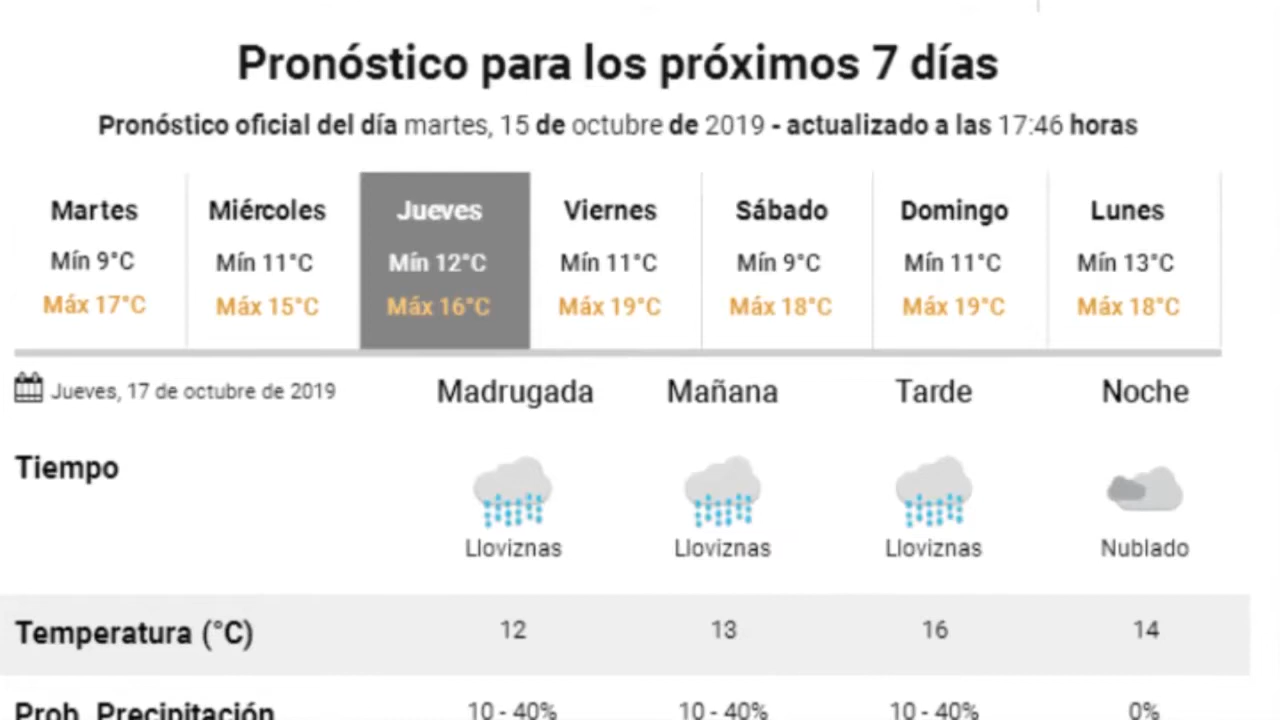 Pronóstico para los próximos 7 días
Pronóstico oficial del día martes, 15 de octubre de 2019 - actualizado a las 17:46 horas
Martes Miércoles Jueves Viernes Sábado Domingo Lunes
Mín 9°C Mín 11°C Mín 12°C Mín 11°C Mín 9°C Mín 11°C Mín 13°C
Máx 17°C Máx 15°C Máx 16°C Máx 19°C Máx 18°C Máx 19°C Máx 18°C
Jueves, 17 de octubre de 2019 Madrugada Mañana Tarde Noche
Tiempo
Lloviznas Lloviznas Lloviznas Nublado
Temperatura (°C) 12 13 16 14
Prob. Precipitación 10 - 40% 10 - 40% 10 - 40% 0%